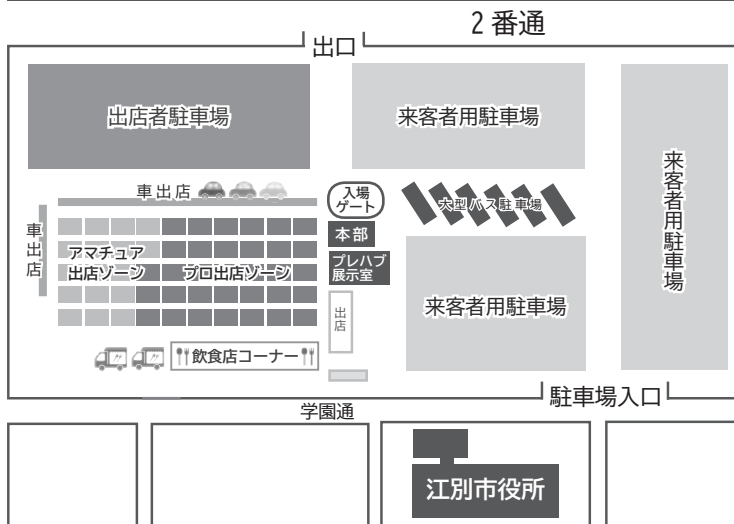 2番通
出口
出店者駐車場
来客者用駐車場
来客者用駐車場
車出店
入場
ゲート
大型バス駐車場
本部
プレハブ
展示室
車出店
アマチュア
出店ゾーン
プロ出店ゾーン
出店
来客者用駐車場
飲食店コーナー
駐車場入口
学園通
江別市役所